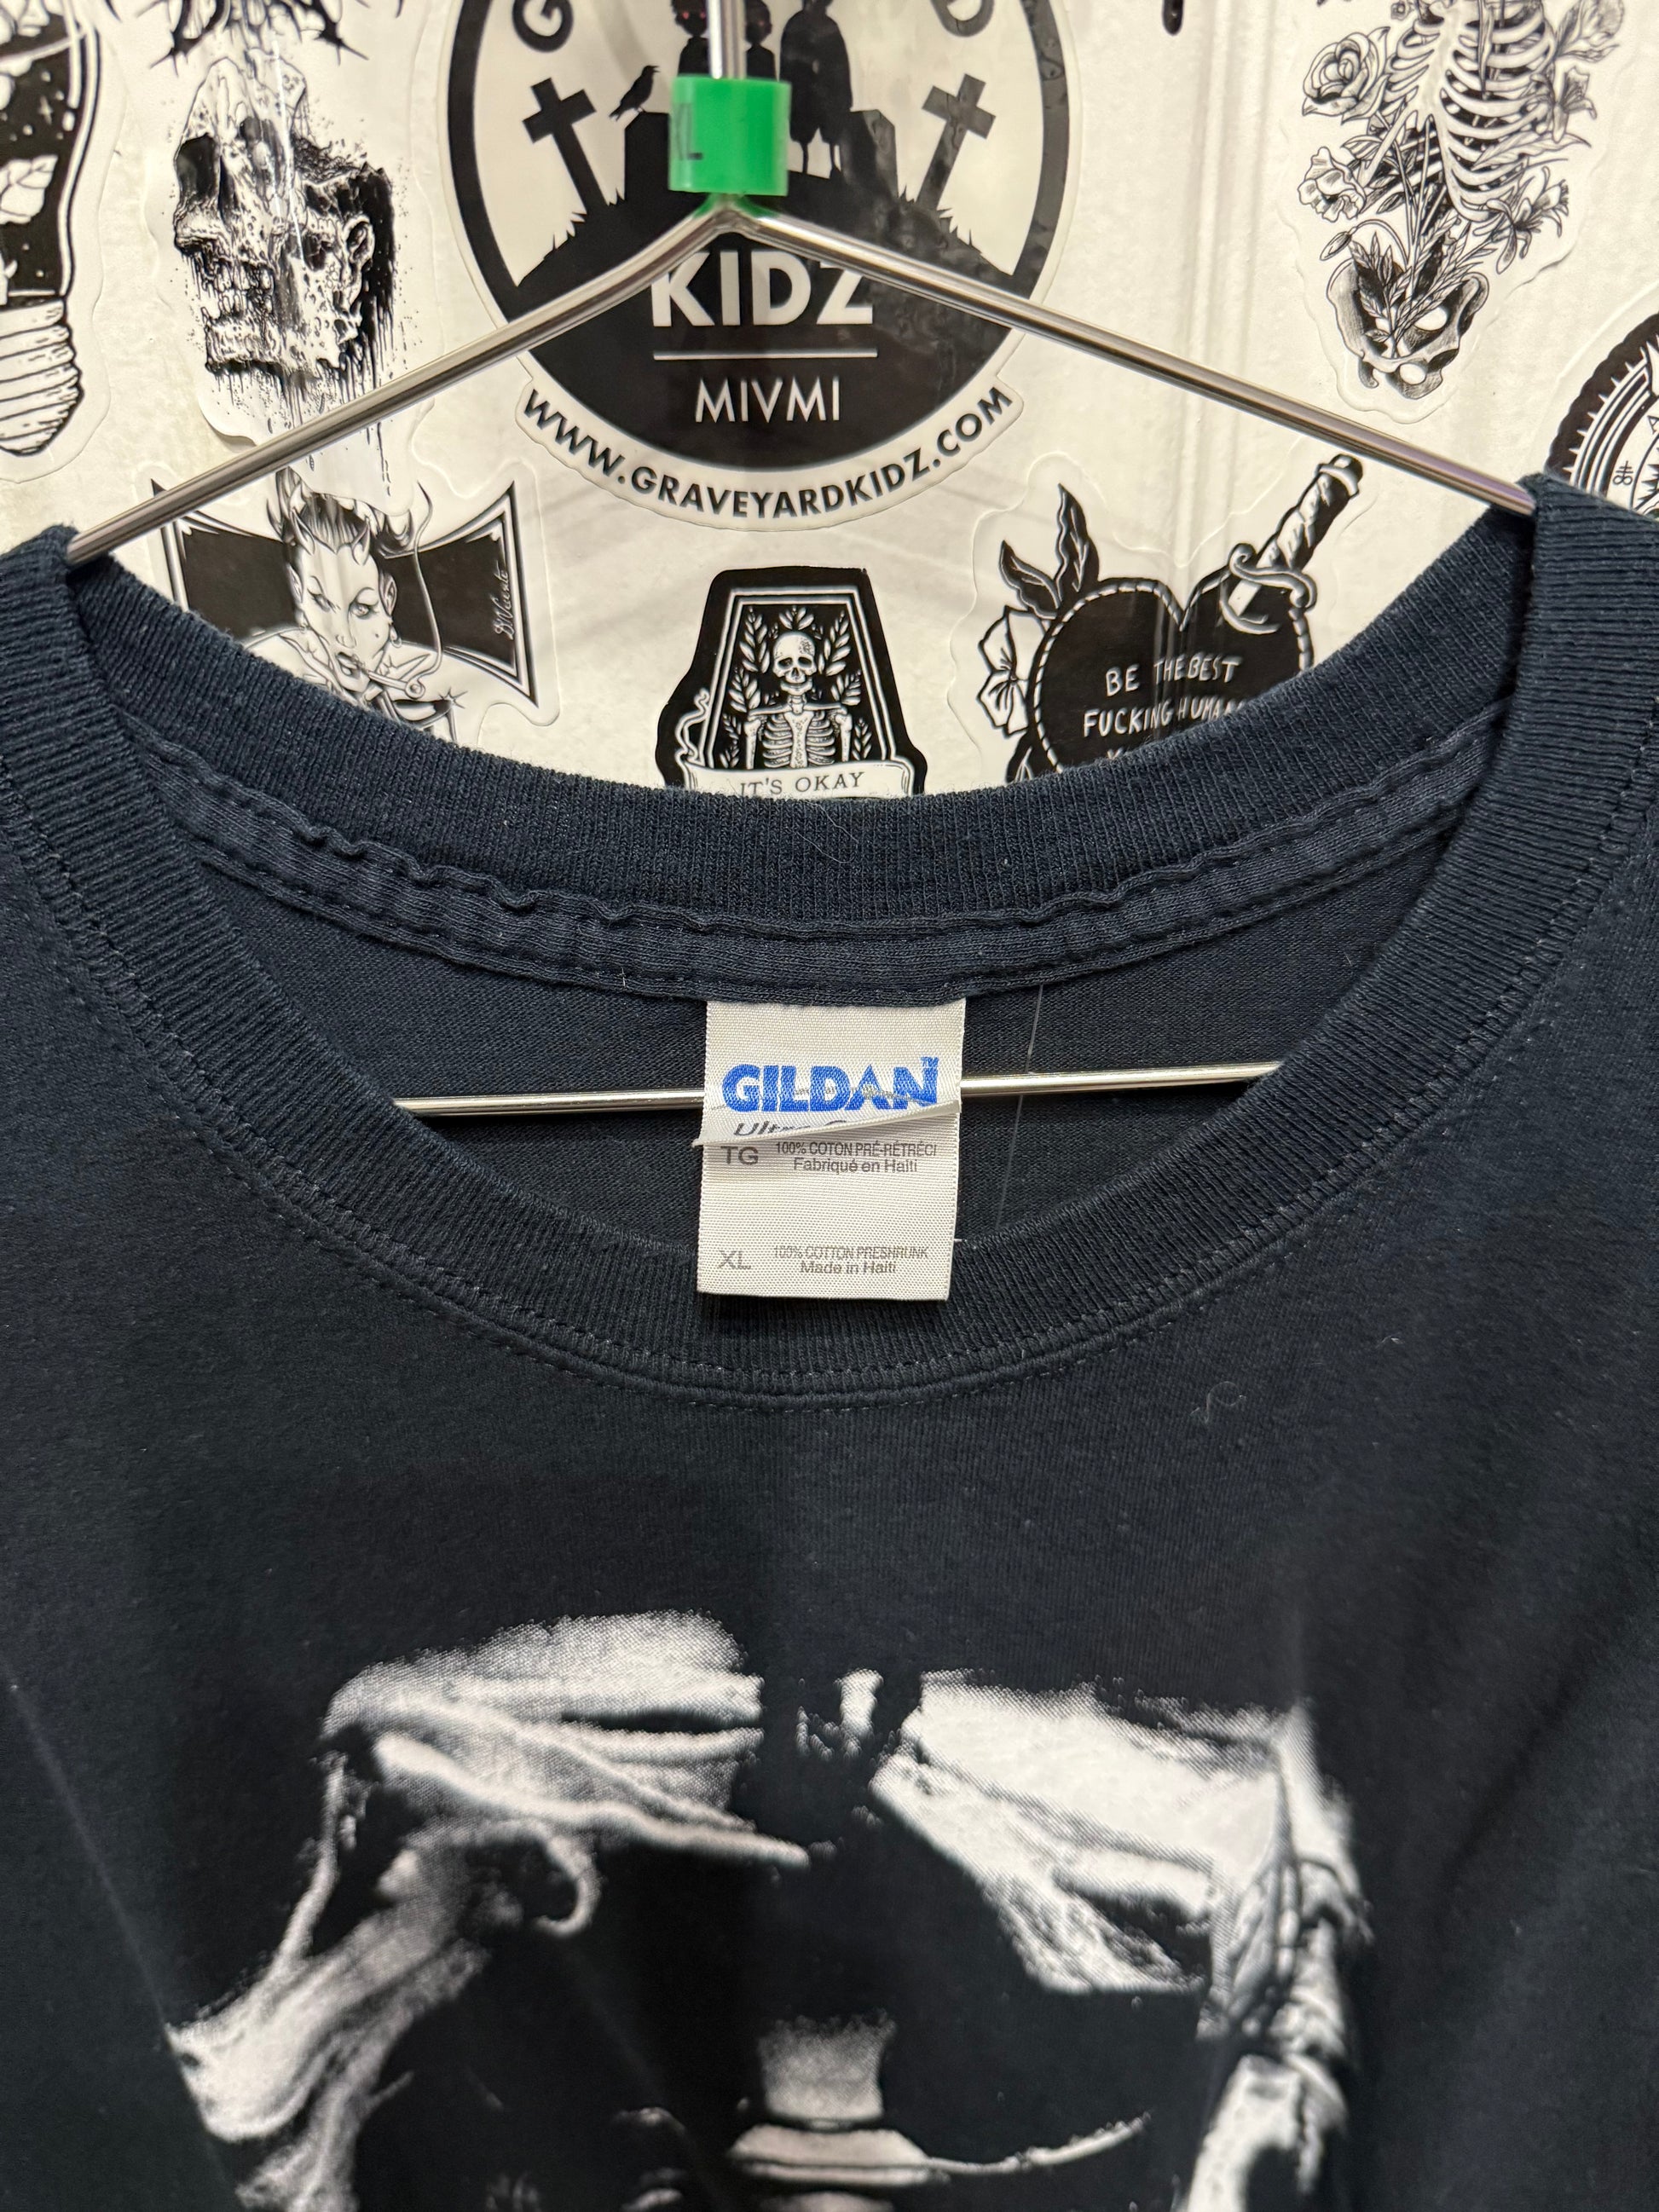 KIDZ
MIVMI
WWW.GRAVEYARDKIDZ.COM
BE THE BEST
FUCKING HUMAN
IT'S OKAY
GILDAN™
TG 100% COTON PRÉ-RÉTRÉCI
Fabriqué en Haïti
XL 100% COTTON PRESHRUNK
Made in Haiti